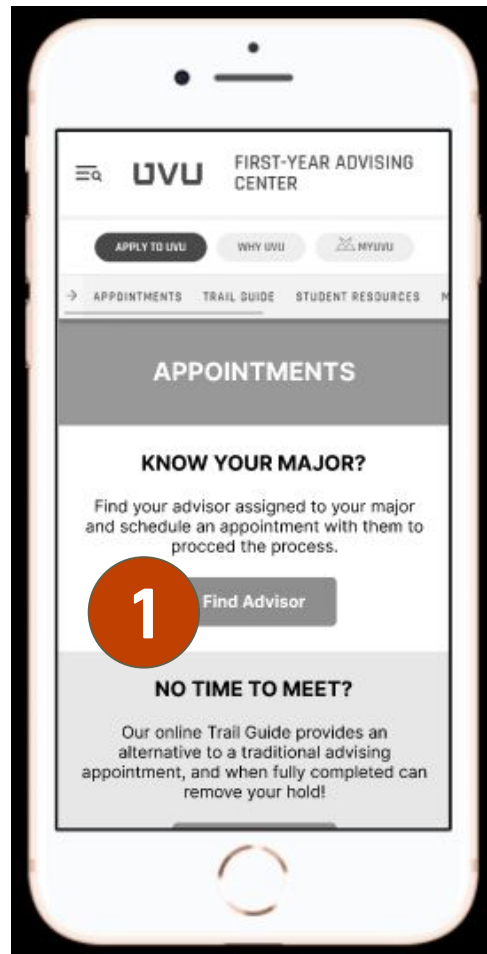 UVU
FIRST-YEAR ADVISING
CENTER
APPLY TO UVU
WHY UVU
MYUVU
APPOINTMENTS
TRAIL GUIDE
STUDENT RESOURCES
M
APPOINTMENTS
KNOW YOUR MAJOR?
Find your advisor assigned to your major
and schedule an appointment with them to
procced the process.
1
Find Advisor
NO TIME TO MEET?
Our online Trail Guide provides an
alternative to a traditional advising
appointment, and when fully completed can
remove your hold!